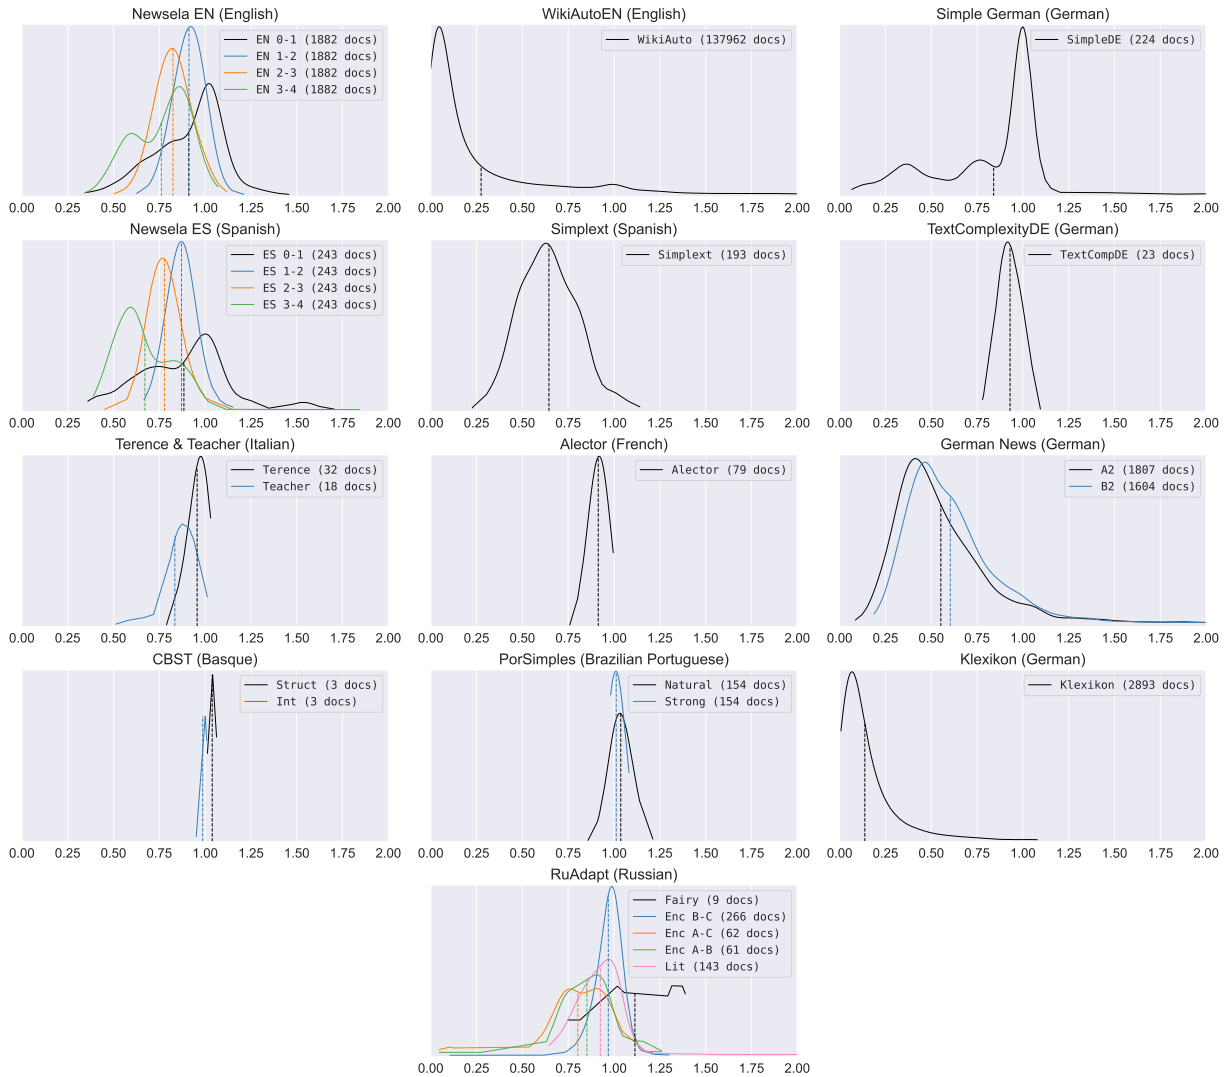 Newsela EN (English)
EN 0-1 (1882 docs)
EN 1-2 (1882 docs)
EN 2-3 (1882 docs)
EN 3-4 (1882 docs)
0.00 0.25 0.50 0.75 1.00 1.25 1.50 1.75 2.00
WikiAutoEN (English)
WikiAuto (137962 docs)
0.00 0.25 0.50 0.75 1.00 1.25 1.50 1.75 2.00
Simple German (German)
SimpleDE (224 docs)
0.00 0.25 0.50 0.75 1.00 1.25 1.50 1.75 2.00
Newsela ES (Spanish)
ES 0-1 (243 docs)
ES 1-2 (243 docs)
ES 2-3 (243 docs)
ES 3-4 (243 docs)
0.00 0.25 0.50 0.75 1.00 1.25 1.50 1.75 2.00
Simplext (Spanish)
Simplext (193 docs)
0.00 0.25 0.50 0.75 1.00 1.25 1.50 1.75 2.00
TextComplexityDE (German)
TextCompDE (23 docs)
0.00 0.25 0.50 0.75 1.00 1.25 1.50 1.75 2.00
Terence & Teacher (Italian)
Terence (32 docs)
Teacher (18 docs)
0.00 0.25 0.50 0.75 1.00 1.25 1.50 1.75 2.00
Alector (French)
Alector (79 docs)
0.00 0.25 0.50 0.75 1.00 1.25 1.50 1.75 2.00
German News (German)
A2 (1807 docs)
B2 (1604 docs)
0.00 0.25 0.50 0.75 1.00 1.25 1.50 1.75 2.00
CBST (Basque)
Struct (3 docs)
Int (3 docs)
0.00 0.25 0.50 0.75 1.00 1.25 1.50 1.75 2.00
PorSimples (Brazilian Portuguese)
Natural (154 docs)
Strong (154 docs)
0.00 0.25 0.50 0.75 1.00 1.25 1.50 1.75 2.00
Klexikon (German)
Klexikon (2893 docs)
0.00 0.25 0.50 0.75 1.00 1.25 1.50 1.75 2.00
RuAdapt (Russian)
Fairy (9 docs)
Enc B-C (266 docs)
Enc A-C (62 docs)
Enc A-B (61 docs)
Lit (143 docs)
0.00 0.25 0.50 0.75 1.00 1.25 1.50 1.75 2.00